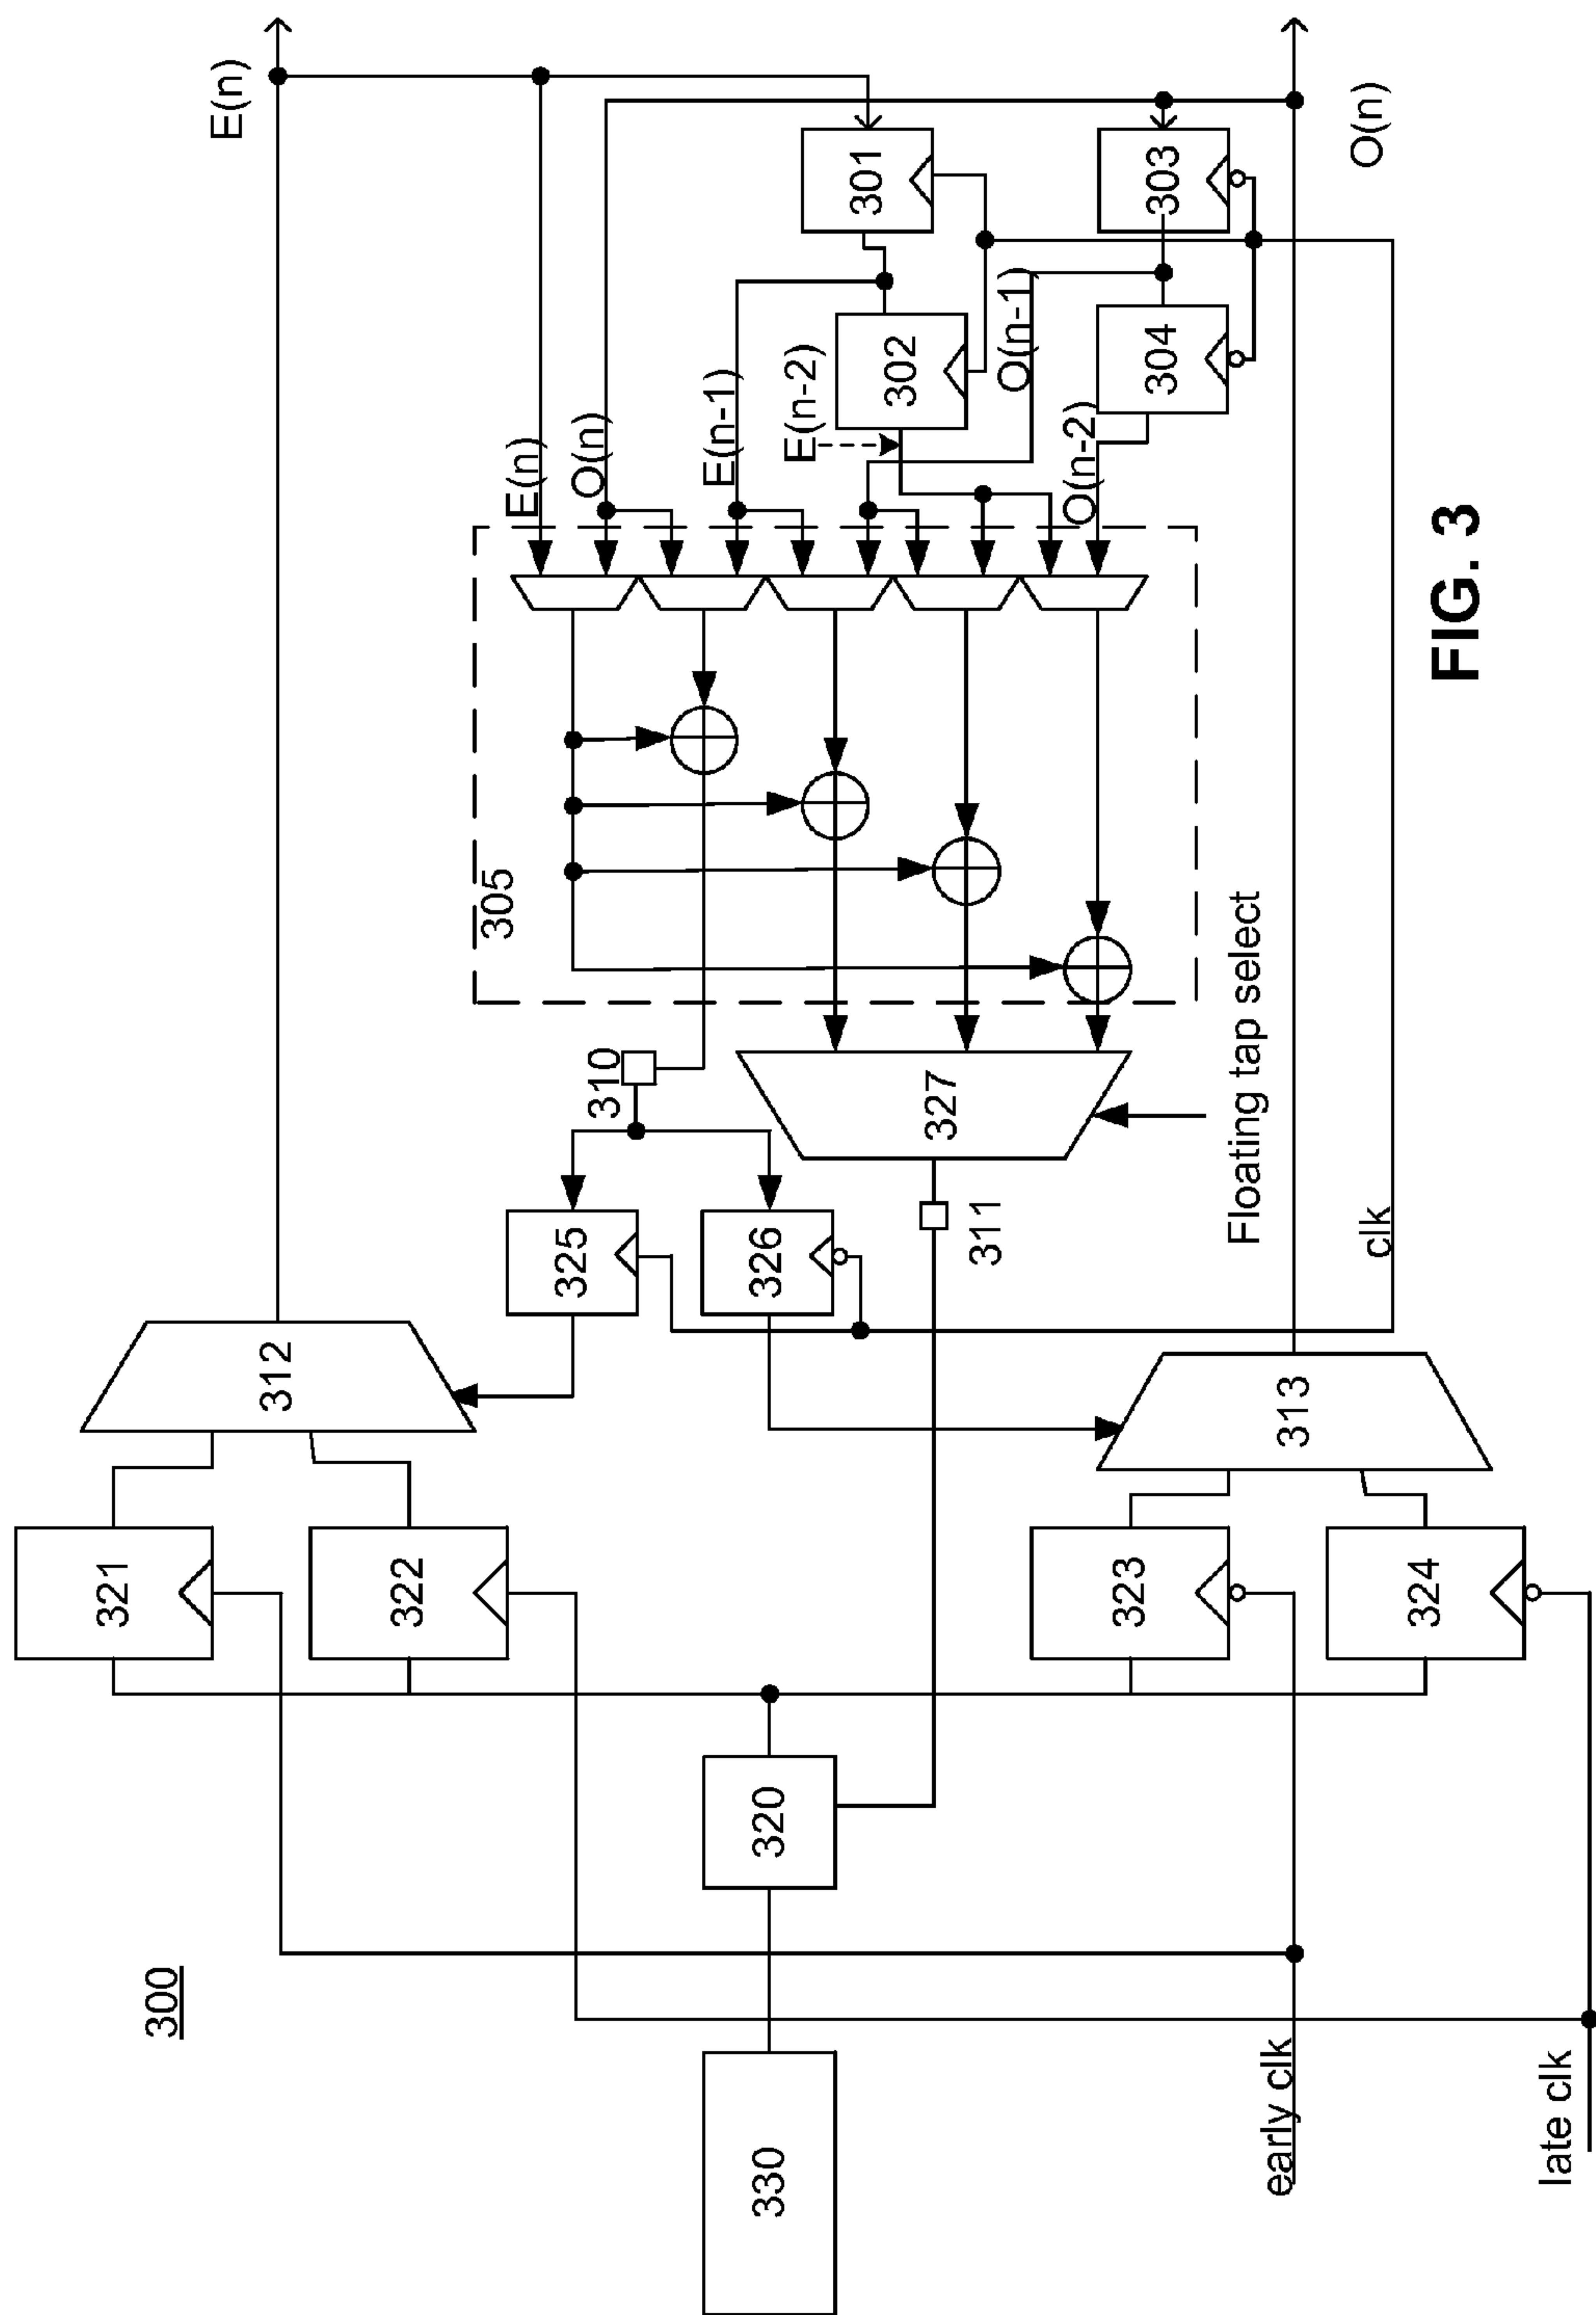 300
330
320
321
322
323
324
early clk
late clk
312
313
325
326
310
311
327
Floating tap select
clk
305
E(n)
O(n)
E(n-1)
E(n-2)
O(n-1)
O(n-2)
301
302
303
304
E(n)
O(n)
FIG. 3